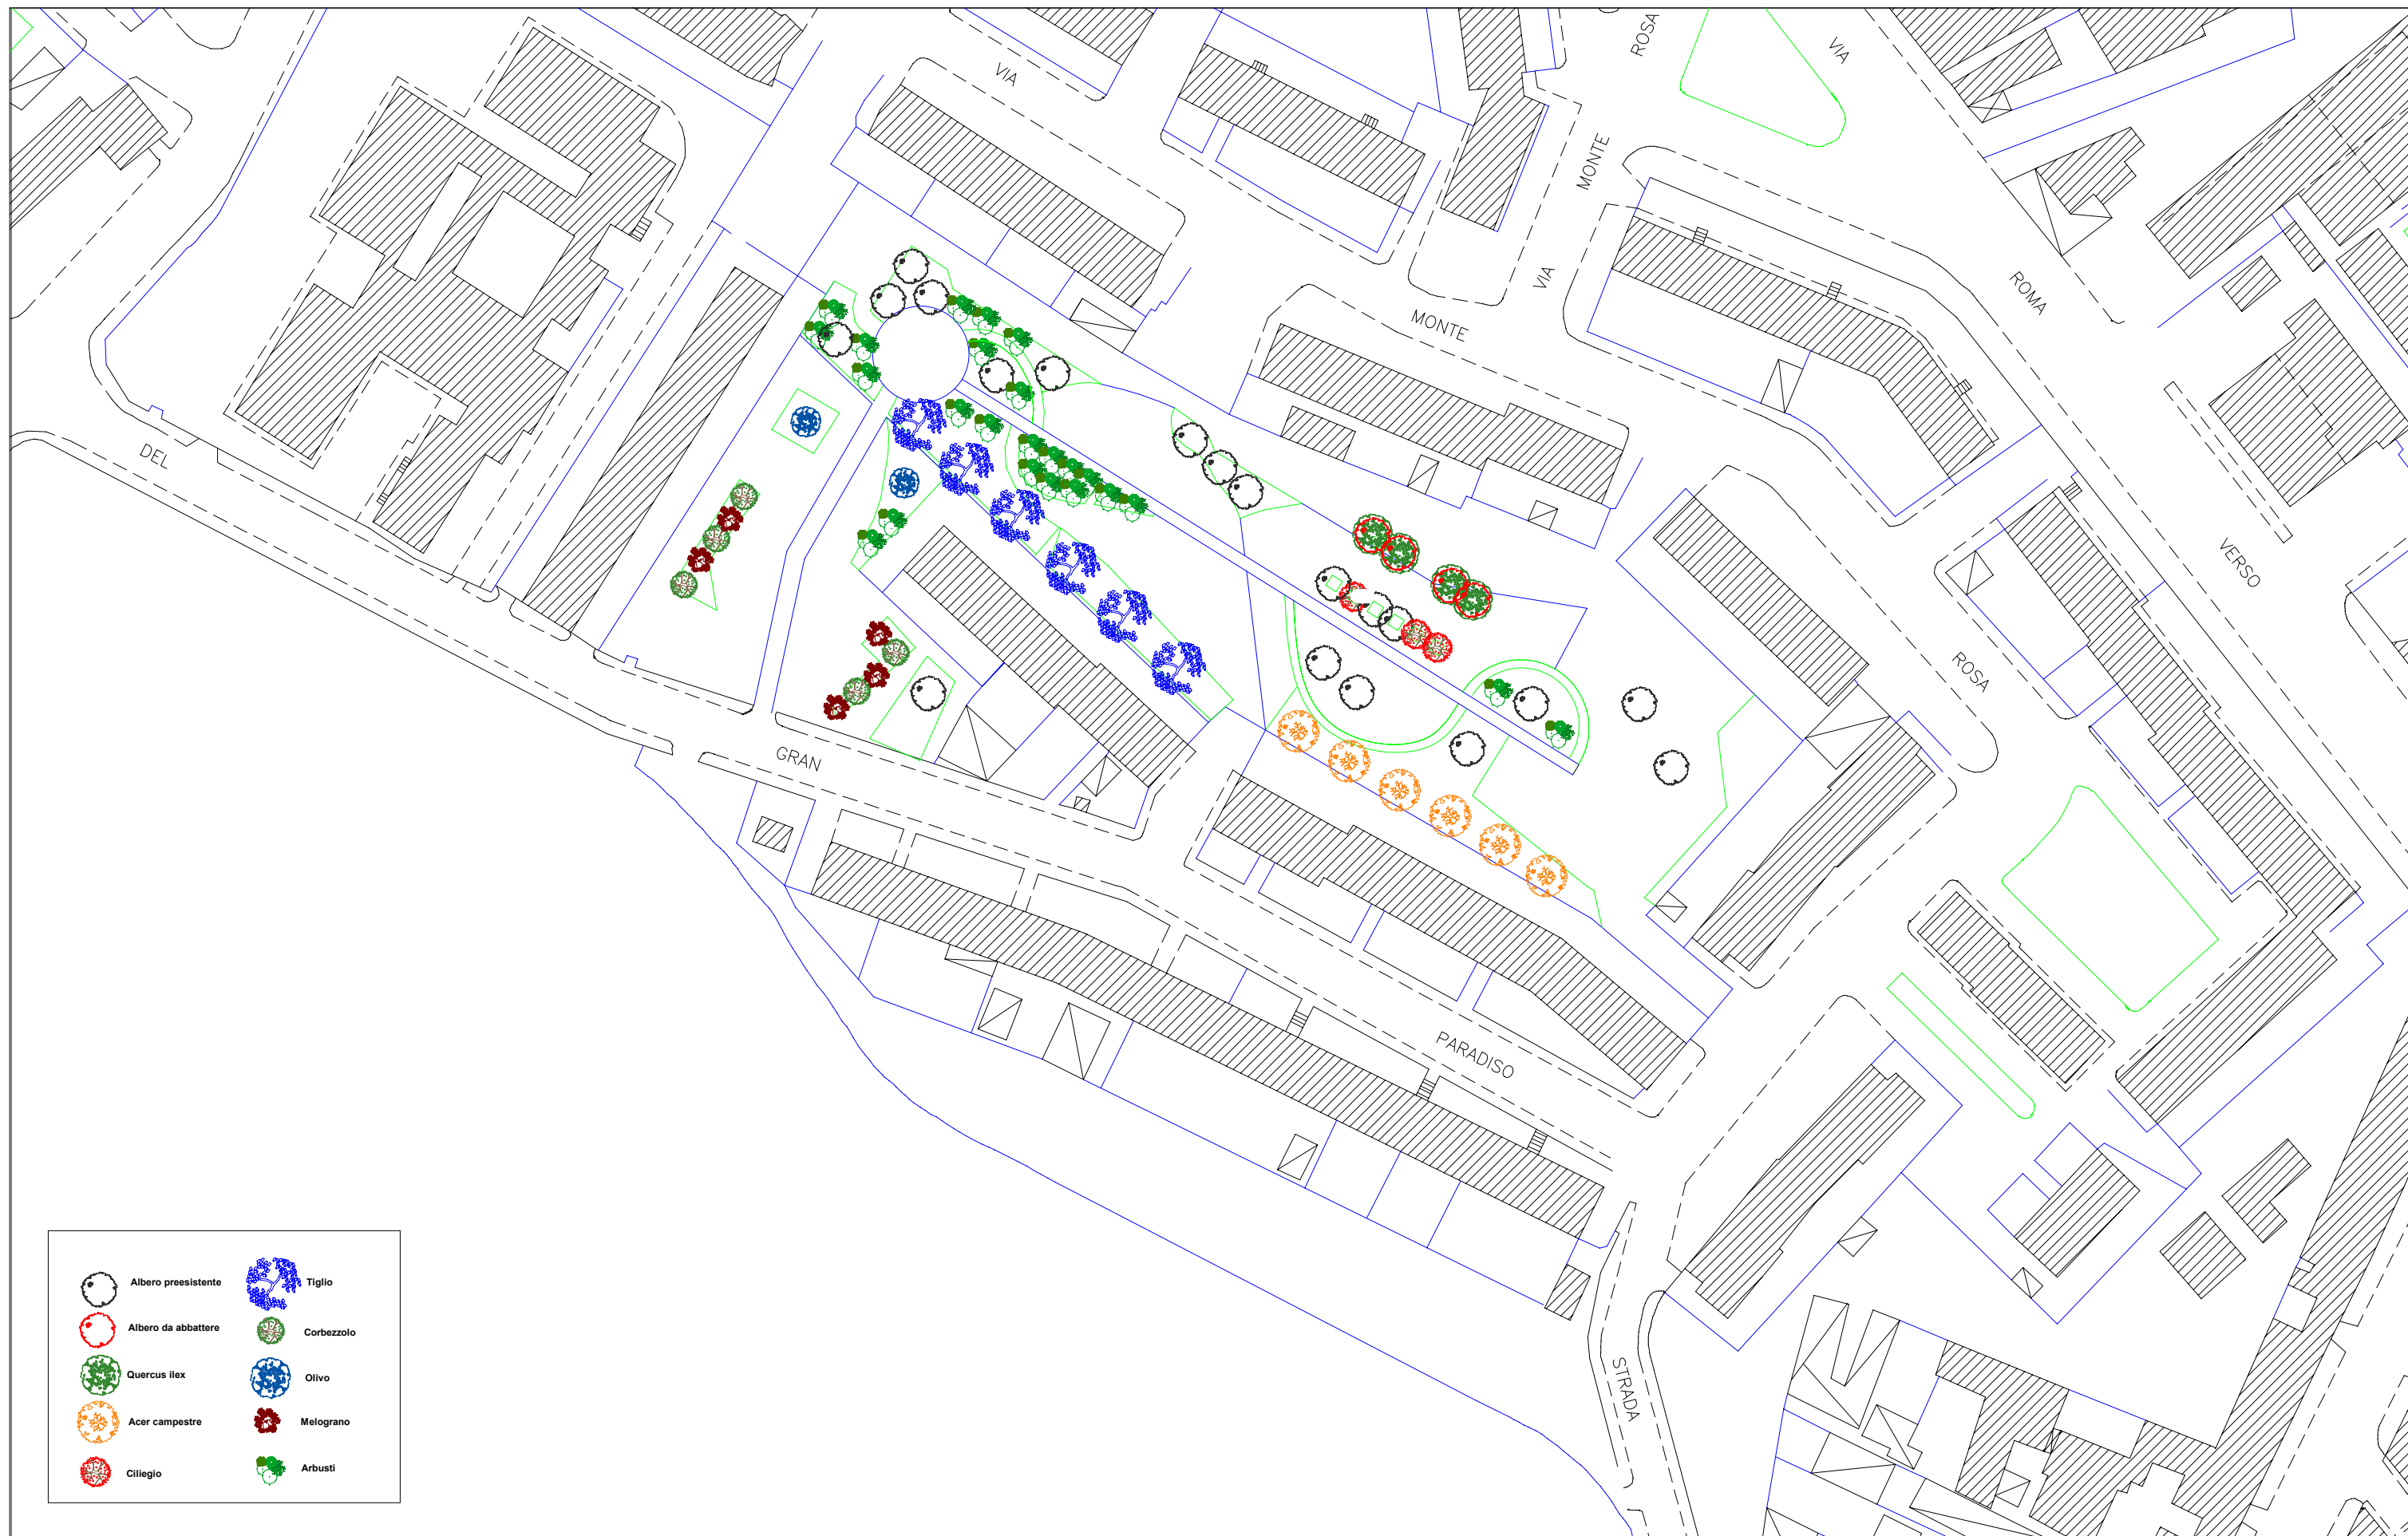 VIA
ROSA
VIA
MONTE
VIA
ROMA
MONTE
DEL
VERSO
ROSA
GRAN
PARADISO
STRADA
Albero preesistente
Tiglio
Albero da abbattere
Corbezzolo
Quercus ilex
Olivo
Acer campestre
Melograno
Ciliegio
Arbusti